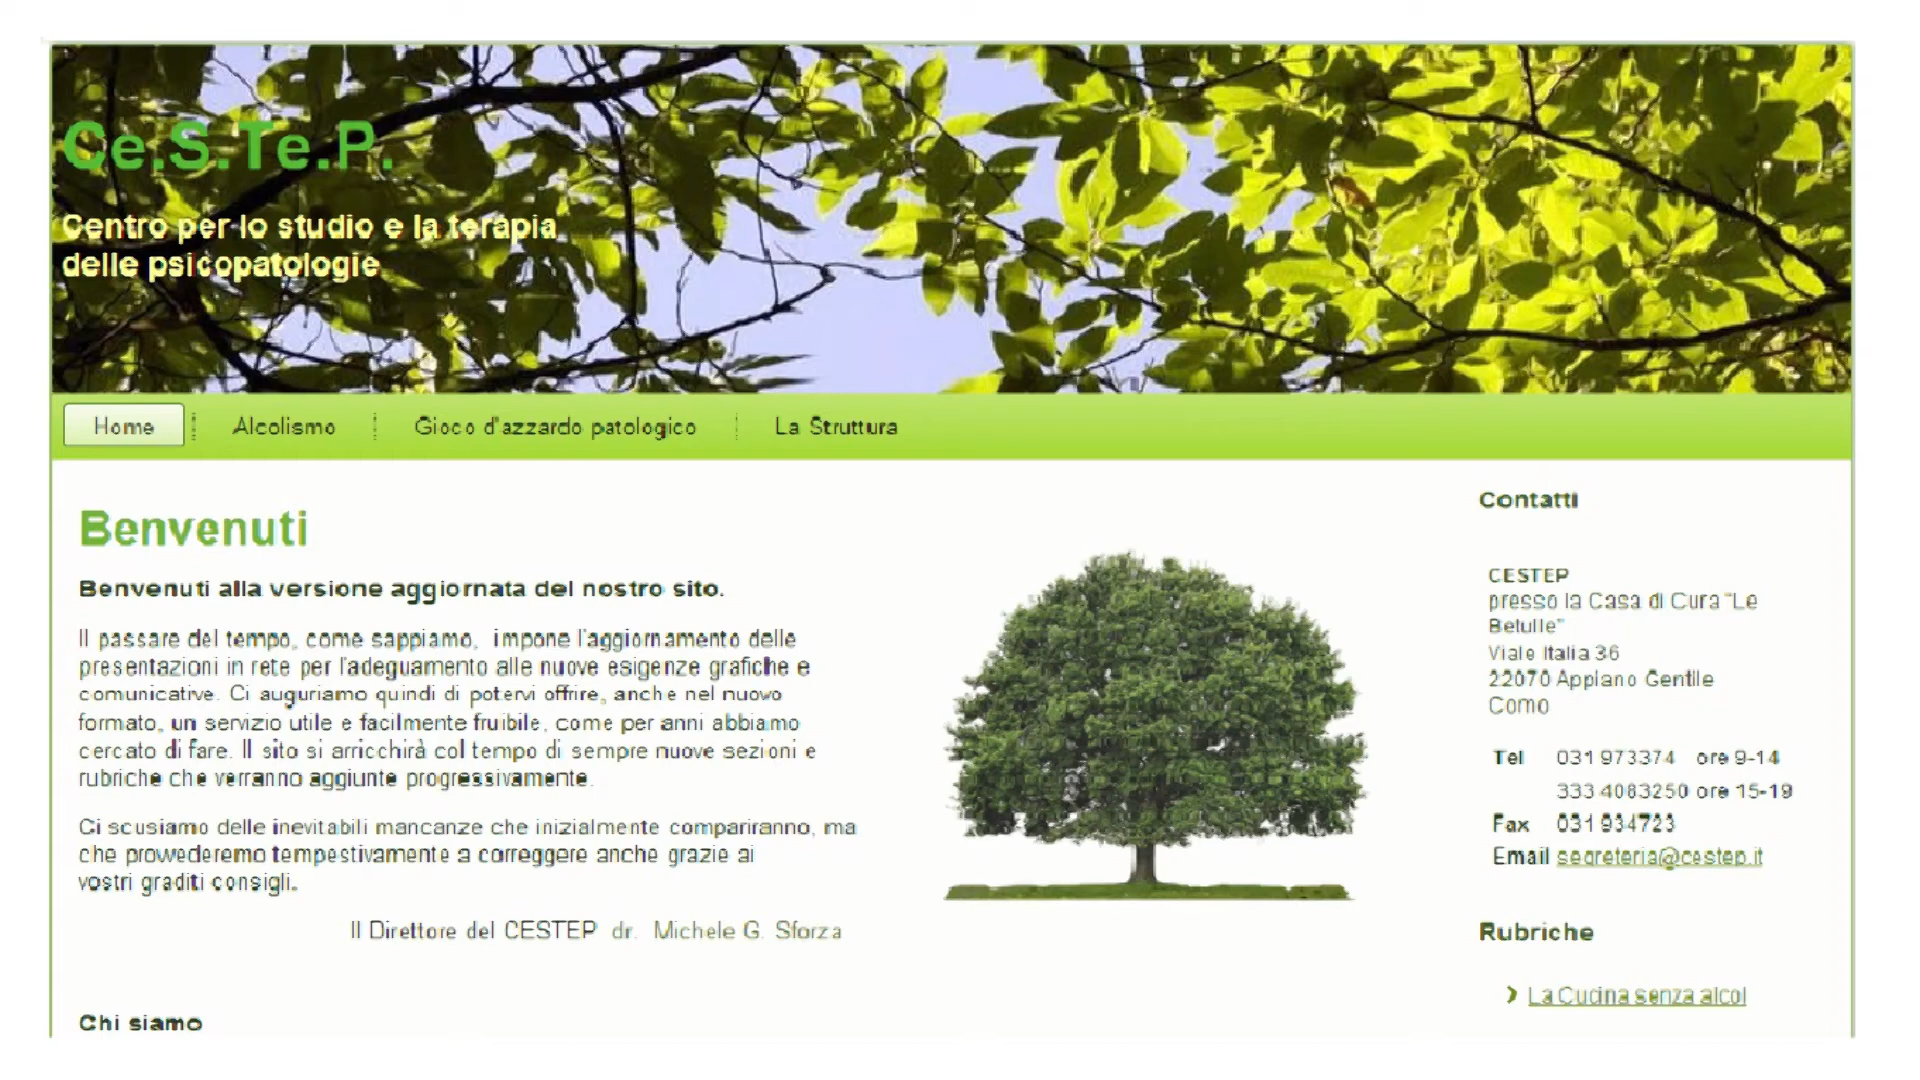 Ce.S.Te.P.
Centro per lo studio e la terapia
delle psicopatologie
Home
Alcolismo
Gioco d'azzardo patologico
La Struttura
Benvenuti
Benvenuti alla versione aggiornata del nostro sito.
Il passare del tempo, come sappiamo, impone l'aggiornamento delle
presentazioni in rete per l'adeguamento alle nuove esigenze grafiche e
comunicative. Ci auguriamo quindi di potervi offrire, anche nel nuovo
formato, un servizio utile e facilmente fruibile, come per anni abbiamo
cercato di fare. Il sito si arricchirà col tempo di sempre nuove sezioni e
rubriche che verranno aggiunte progressivamente.
Ci scusiamo delle inevitabili mancanze che inizialmente compariranno, ma
che provvederemo tempestivamente a correggere anche grazie ai
vostri graditi consigli.
Il Direttore del CESTEP dr. Michele G. Sforza
Chi siamo
Contatti
CESTEP
presso la Casa di Cura "Le
Betulle"
Viale Italia 36
22070 Appiano Gentile
Como
Tel 031 973374 ore 9-14
333 4083250 ore 15-19
Fax 031 934723
Email segreteria@cestep.it
Rubriche
La Cucina senza alcol